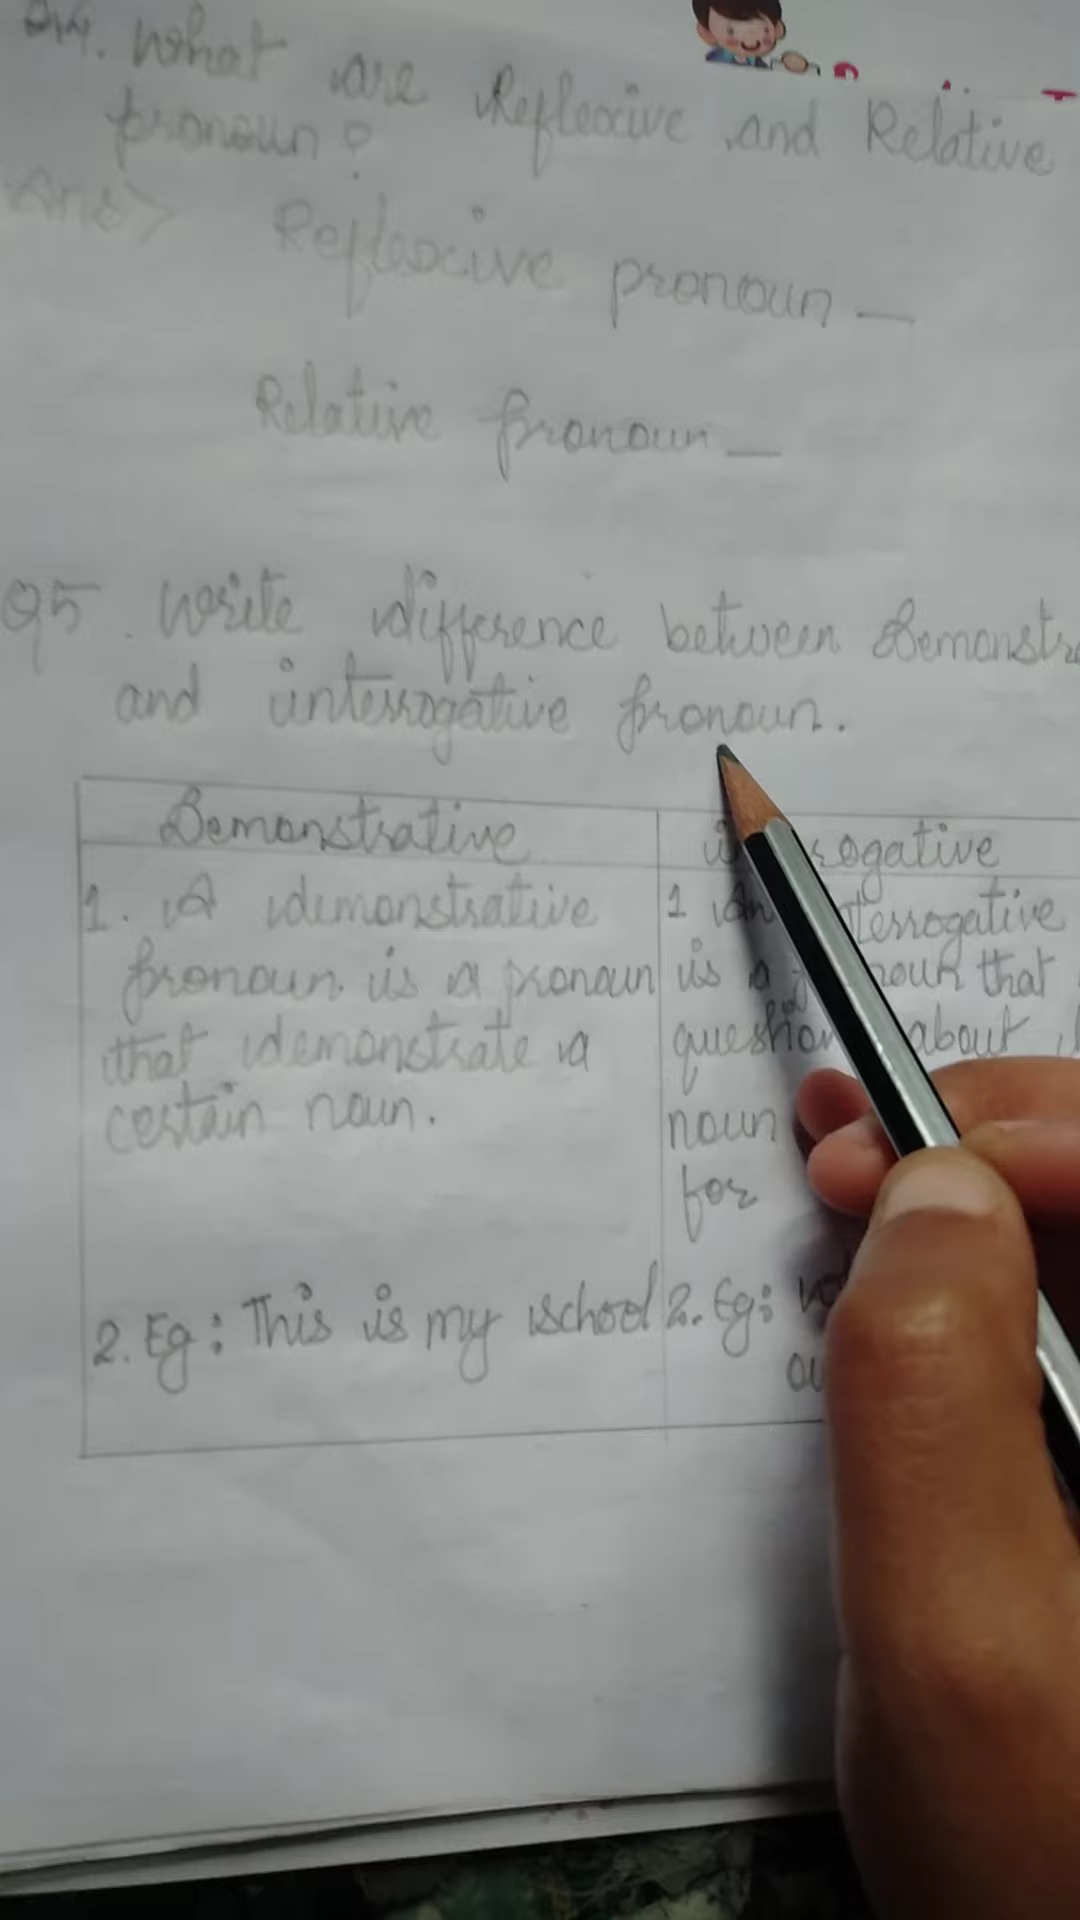 Q4. What are Reflexive and Relative
pronoun?
Ans> Reflexive pronoun —
Relative pronoun —
Q5. Write difference between
and interrogative pronoun.
Demonstrative
1. A demonstrative
pronoun is a pronoun
that demonstrate a
certain noun.
2. Eg: This is my school
1 interrogative
is a that
question about
noun
for
2. Eg: